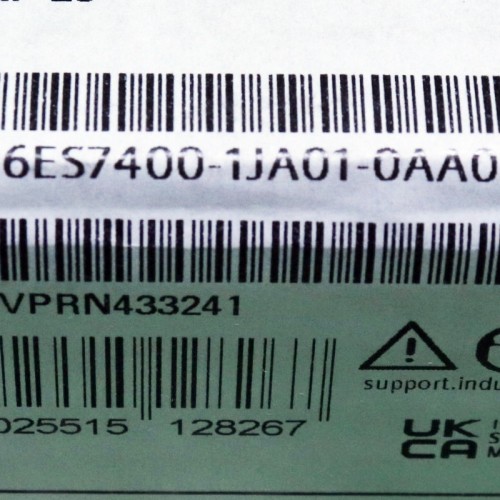 6ES7400-1JA01-0AA0
VPRN433241
025515 128267
support.indu
UK
CA